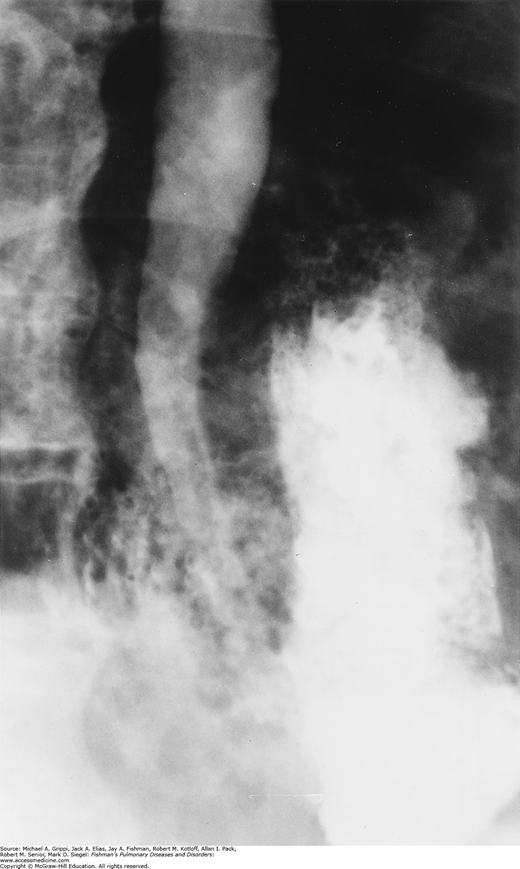 Source: Michael A. Grippi, Jack A. Elias, Jay A. Fishman, Robert M. Kotloff, Allan I. Pack,
Robert M. Senior, Mark D. Siegel: Fishman's Pulmonary Diseases and Disorders:
www.accessmedicine.com
Copyright © McGraw-Hill Education. All rights reserved.